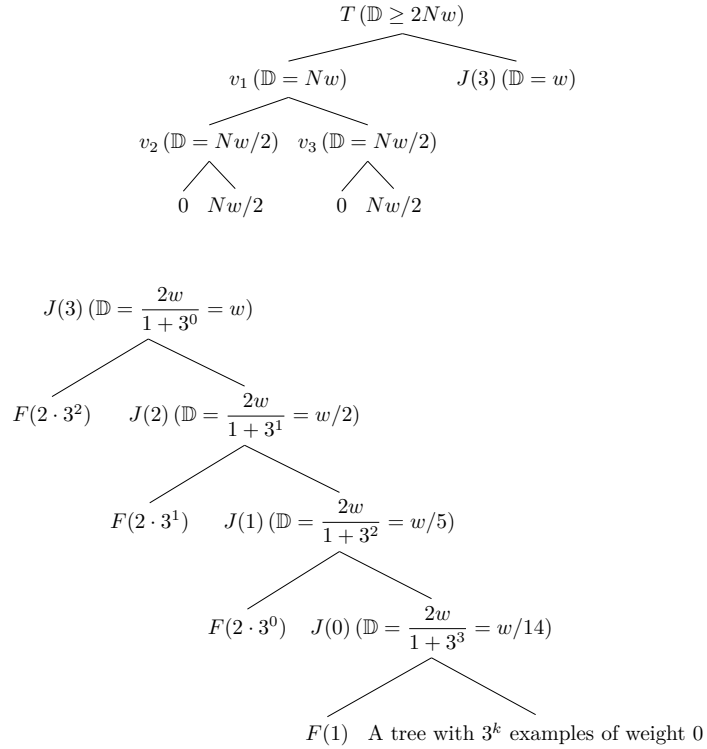 T (𝔻 ≥ 2Nw)
v₁ (𝔻 = Nw) J(3) (𝔻 = w)
v₂ (𝔻 = Nw/2) v₃ (𝔻 = Nw/2)
0 Nw/2 0 Nw/2
J(3) (𝔻 = 2w / (1 + 3⁰) = w)
F(2 · 3²) J(2) (𝔻 = 2w / (1 + 3¹) = w/2)
F(2 · 3¹) J(1) (𝔻 = 2w / (1 + 3²) = w/5)
F(2 · 3⁰) J(0) (𝔻 = 2w / (1 + 3³) = w/14)
F(1) A tree with 3ᵏ examples of weight 0